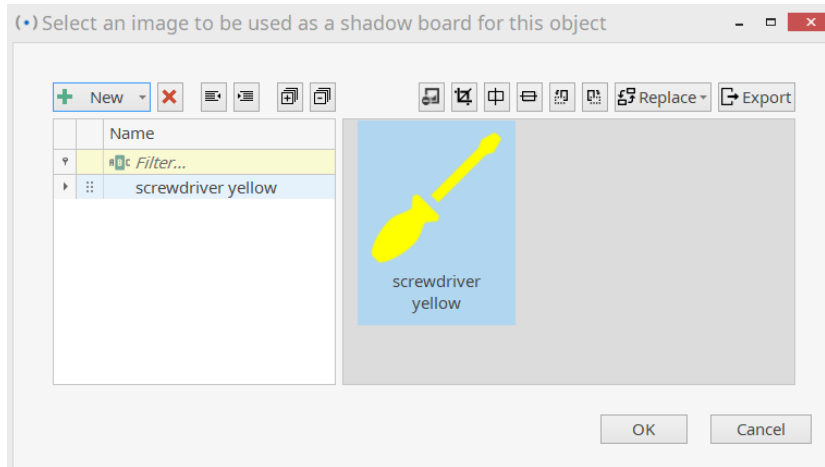 Select an image to be used as a shadow board for this object
New
Replace
Export
Name
ABC Filter...
screwdriver yellow
screwdriver
yellow
OK
Cancel